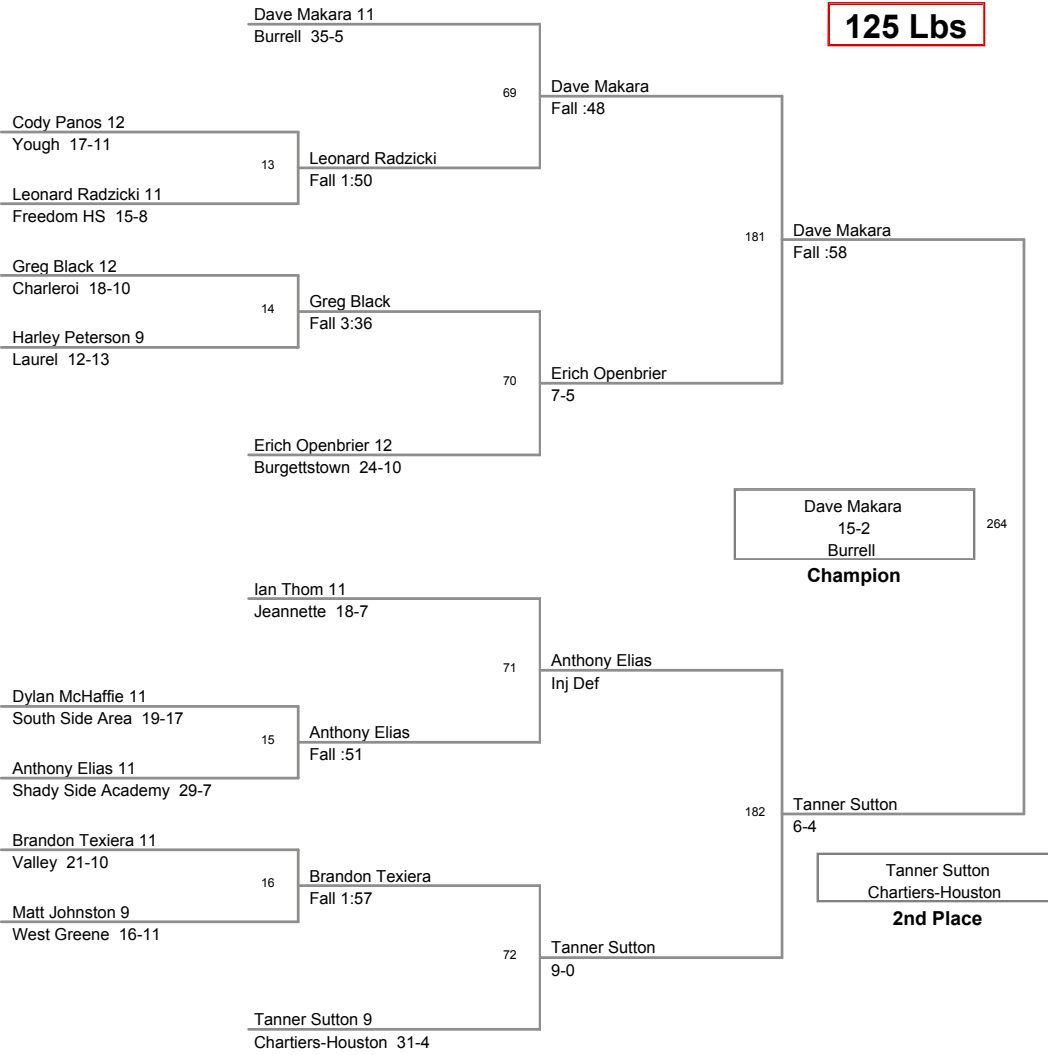 125 Lbs
Dave Makara 11
Burrell 35-5
69
Dave Makara
Fall :48
Cody Panos 12
Yough 17-11
13
Leonard Radzicki
Fall 1:50
Leonard Radzicki 11
Freedom HS 15-8
181
Dave Makara
Fall :58
Greg Black 12
Charleroi 18-10
14
Greg Black
Fall 3:36
Harley Peterson 9
Laurel 12-13
70
Erich Openbrier
7-5
Erich Openbrier 12
Burgettstown 24-10
Dave Makara
15-2
Burrell
264
Champion
Ian Thom 11
Jeannette 18-7
71
Anthony Elias
Inj Def
Dylan McHaffie 11
South Side Area 19-17
15
Anthony Elias
Fall :51
Anthony Elias 11
Shady Side Academy 29-7
182
Tanner Sutton
6-4
Brandon Texiera 11
Valley 21-10
16
Brandon Texiera
Fall 1:57
Tanner Sutton
Chartiers-Houston
2nd Place
Matt Johnston 9
West Greene 16-11
72
Tanner Sutton
9-0
Tanner Sutton 9
Chartiers-Houston 31-4